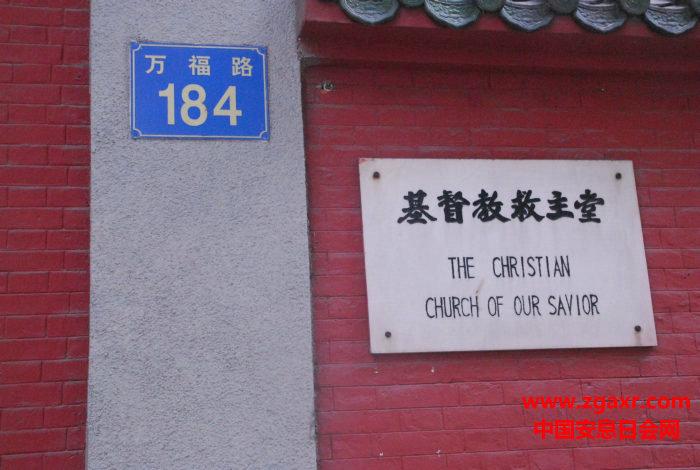 万福路
184
基督教救主堂
THE CHRISTIAN
CHURCH OF OUR SAVIOR
www.zgaxr.com
中国安息日会网